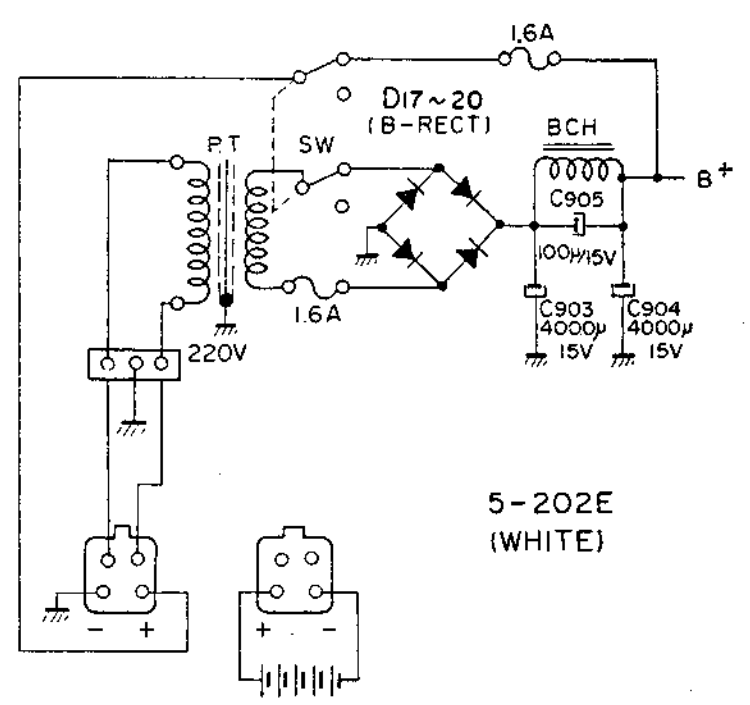 1.6A
D17~20
(B-RECT)
BCH
P.T
SW
B+
C905
100μ/15V
1.6A
C903
4000μ
15V
C904
4000μ
15V
220V
5-202E
(WHITE)
- +
+ -